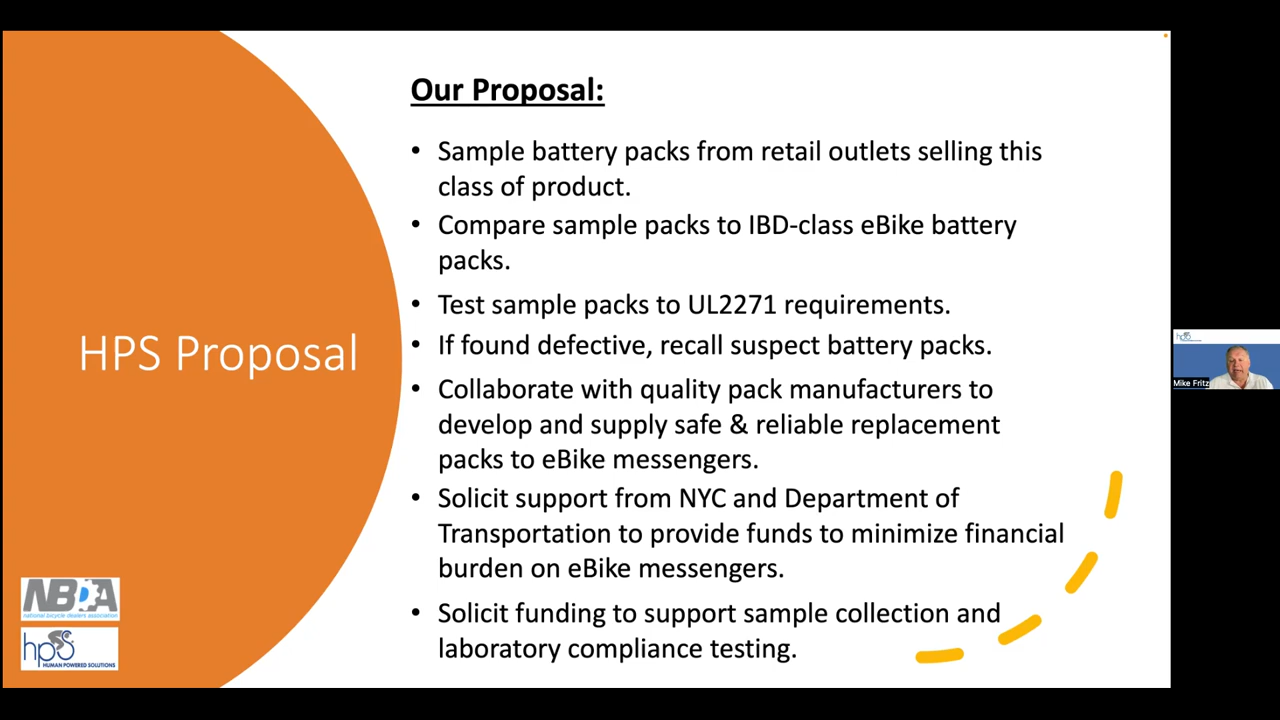 Our Proposal:
• Sample battery packs from retail outlets selling this
class of product.
• Compare sample packs to IBD-class eBike battery
packs.
• Test sample packs to UL2271 requirements.
• If found defective, recall suspect battery packs.
• Collaborate with quality pack manufacturers to
develop and supply safe & reliable replacement
packs to eBike messengers.
• Solicit support from NYC and Department of
Transportation to provide funds to minimize financial
burden on eBike messengers.
• Solicit funding to support sample collection and
laboratory compliance testing.
HPS Proposal
NBDA
national bicycle dealers association
hps
HUMAN POWERED SOLUTIONS
hps
Mike Fritz